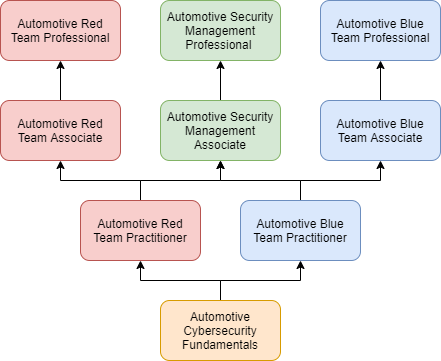 Automotive Red
Team Professional
Automotive Security
Management
Professional
Automotive Blue
Team Professional
Automotive Red
Team Associate
Automotive Security
Management
Associate
Automotive Blue
Team Associate
Automotive Red
Team Practitioner
Automotive Blue
Team Practitioner
Automotive
Cybersecurity
Fundamentals